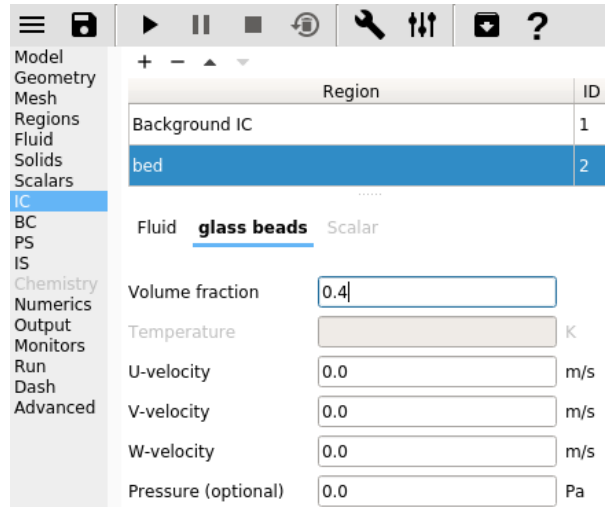 ?
Model
Geometry
Mesh
Regions
Fluid
Solids
Scalars
IC
BC
PS
IS
Chemistry
Numerics
Output
Monitors
Run
Dash
Advanced
Region ID
Background IC 1
bed 2
Fluid glass beads Scalar
Volume fraction 0.4
Temperature K
U-velocity 0.0 m/s
V-velocity 0.0 m/s
W-velocity 0.0 m/s
Pressure (optional) 0.0 Pa